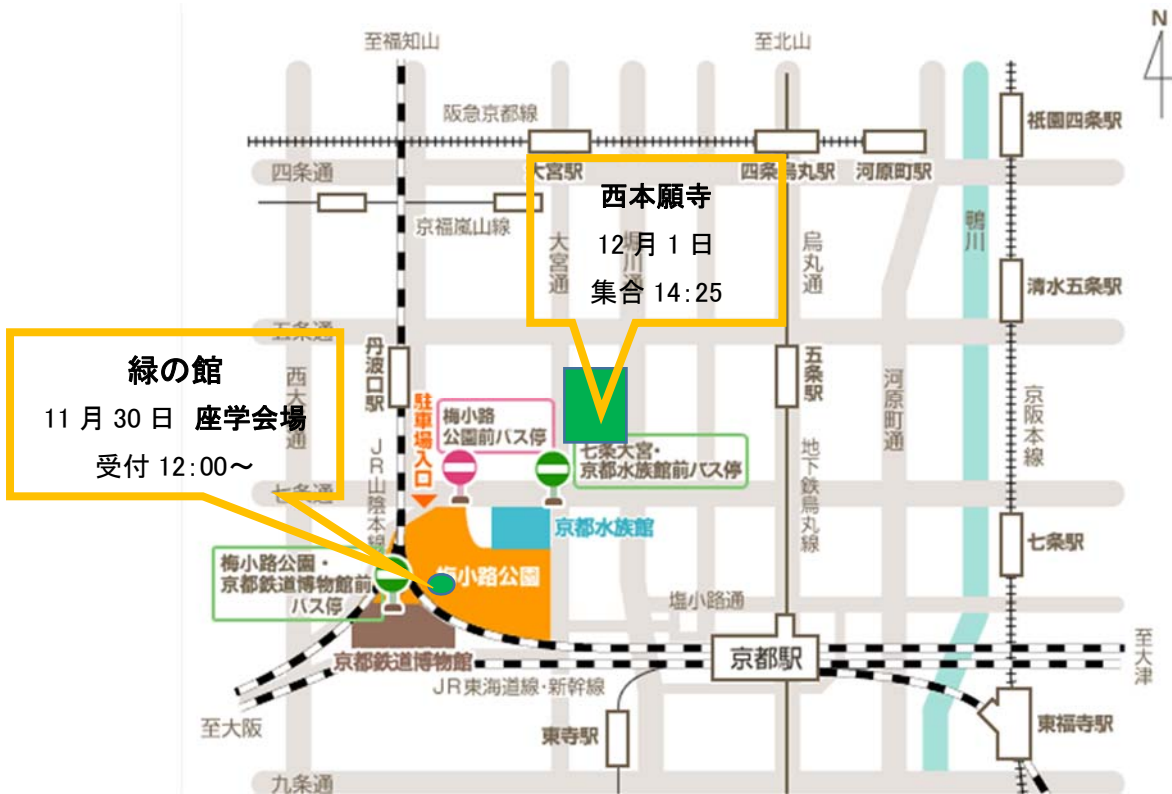 N
至福知山
至北山
阪急京都線
祇園四条駅
四条通
大宮駅
四条烏丸駅
河原町駅
西本願寺
12月1日
集合 14:25
京福嵐山線
大宮通
堀川通
烏丸通
鴨川
清水五条駅
五条通
緑の館
11月30日 座学会場
受付 12:00~
西大路通
丹波口駅
JR山陰本線
駐車場入口
梅小路
公園前バス停
七条大宮・
京都水族館前バス停
五条駅
地下鉄烏丸線
河原町通
京阪本線
七条通
京都水族館
七条駅
梅小路公園・
京都鉄道博物館前
バス停
梅小路公園
塩小路通
京都駅
京都鉄道博物館
JR東海道線・新幹線
至大津
至大阪
東寺駅
東福寺駅
九条通